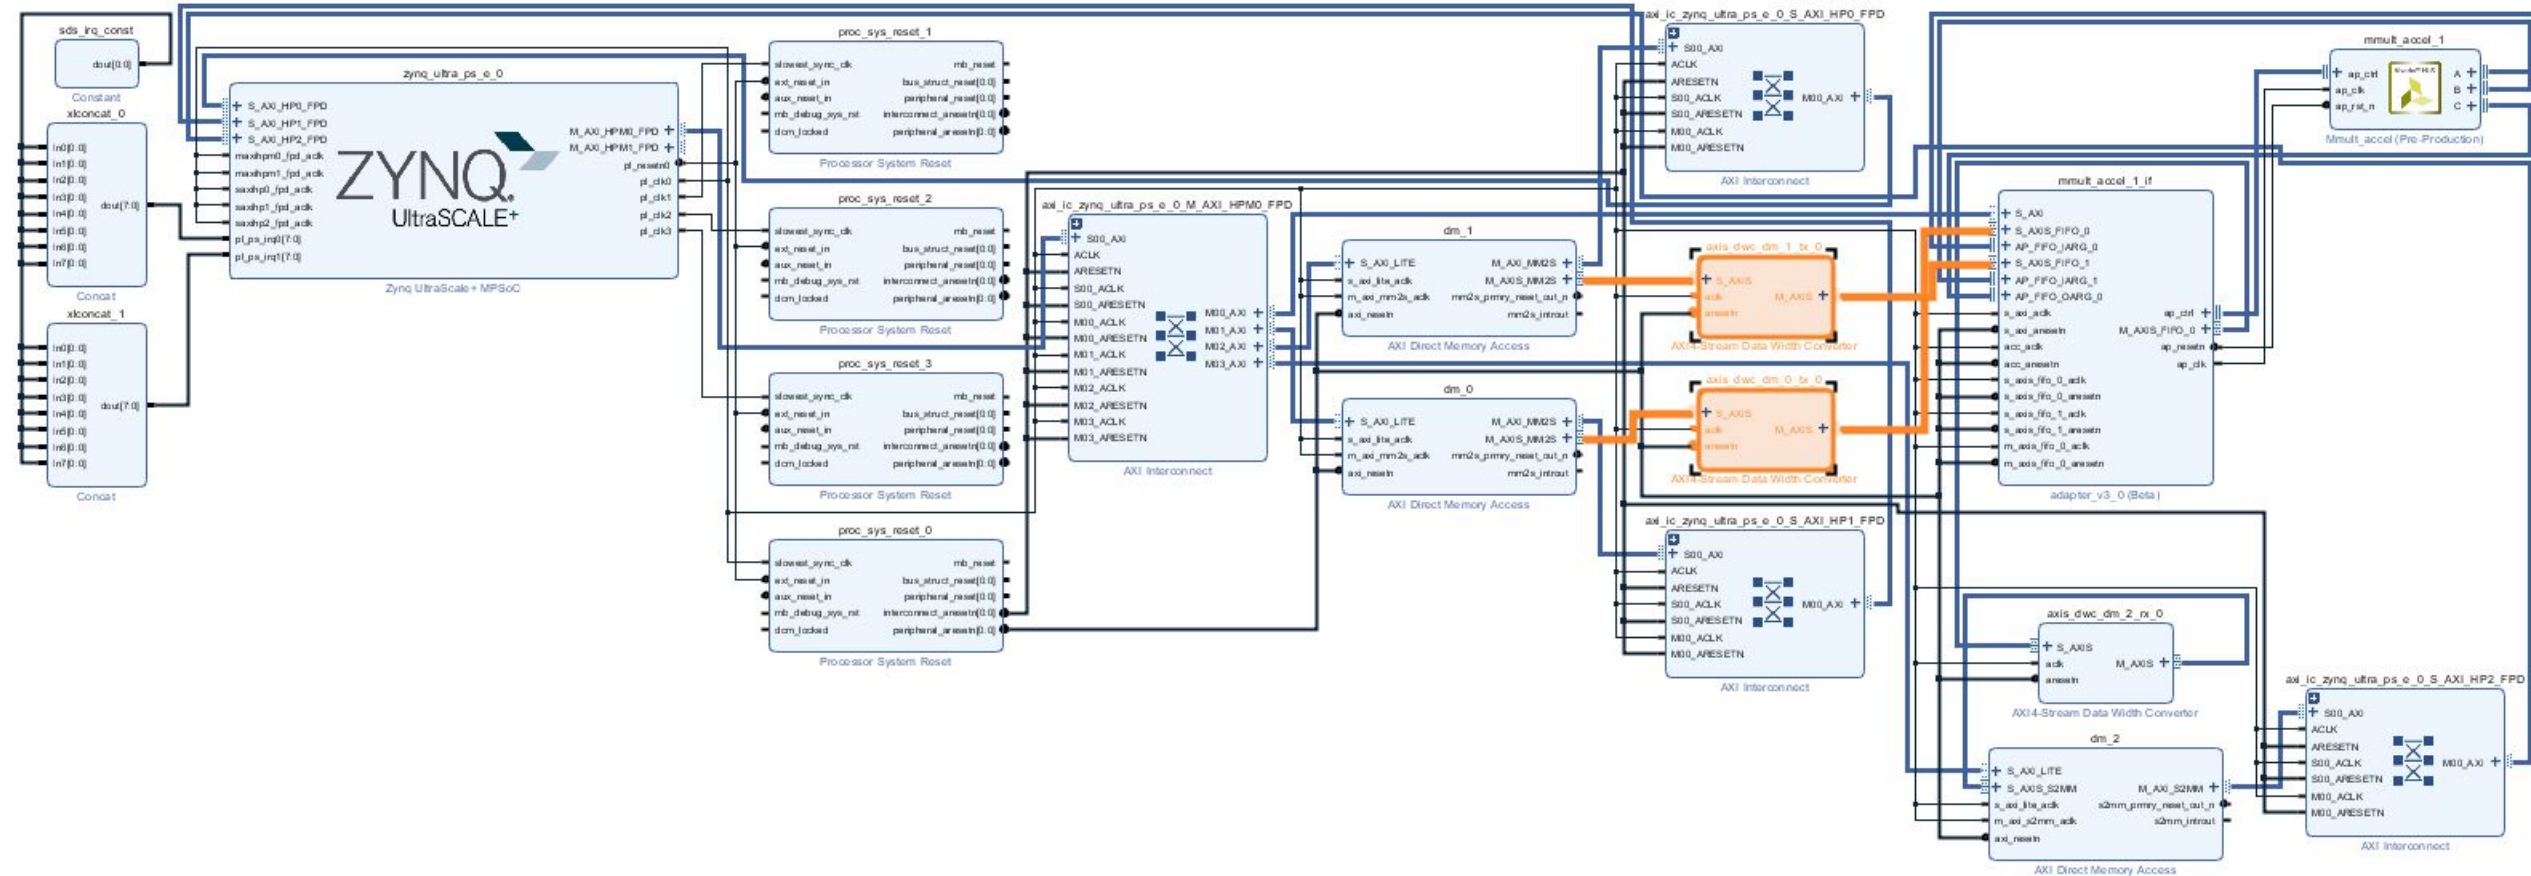 sds_irq_const
dout[0:0]
Constant
xlconcat_0
In0[0:0]
In1[0:0]
In2[0:0]
In3[0:0]
In4[0:0]
In5[0:0]
In6[0:0]
In7[0:0]
dout[7:0]
Concat
xlconcat_1
In0[0:0]
In1[0:0]
In2[0:0]
In3[0:0]
In4[0:0]
In5[0:0]
In6[0:0]
In7[0:0]
dout[7:0]
Concat
zynq_ultra_ps_e_0
S_AXI_HP0_FPD
S_AXI_HP1_FPD
S_AXI_HP2_FPD
maxihpm0_fpd_aclk
maxihpm1_fpd_aclk
saxihp0_fpd_aclk
saxihp1_fpd_aclk
saxihp2_fpd_aclk
pl_ps_irq0[7:0]
pl_ps_irq1[7:0]
ZYNQ
UltraSCALE+
M_AXI_HPM0_FPD
M_AXI_HPM1_FPD
pl_resetn0
pl_clk0
pl_clk1
pl_clk2
pl_clk3
Zynq UltraScale+ MPSoC
proc_sys_reset_1
slowest_sync_clk
ext_reset_in
aux_reset_in
mb_debug_sys_rst
dcm_locked
mb_reset
bus_struct_reset[0:0]
peripheral_reset[0:0]
interconnect_aresetn[0:0]
peripheral_aresetn[0:0]
Processor System Reset
proc_sys_reset_2
slowest_sync_clk
ext_reset_in
aux_reset_in
mb_debug_sys_rst
dcm_locked
mb_reset
bus_struct_reset[0:0]
peripheral_reset[0:0]
interconnect_aresetn[0:0]
peripheral_aresetn[0:0]
Processor System Reset
proc_sys_reset_3
slowest_sync_clk
ext_reset_in
aux_reset_in
mb_debug_sys_rst
dcm_locked
mb_reset
bus_struct_reset[0:0]
peripheral_reset[0:0]
interconnect_aresetn[0:0]
peripheral_aresetn[0:0]
Processor System Reset
proc_sys_reset_0
slowest_sync_clk
ext_reset_in
aux_reset_in
mb_debug_sys_rst
dcm_locked
mb_reset
bus_struct_reset[0:0]
peripheral_reset[0:0]
interconnect_aresetn[0:0]
peripheral_aresetn[0:0]
Processor System Reset
axi_ic_zynq_ultra_ps_e_0_M_AXI_HPM0_FPD
S00_AXI
ACLK
ARESETN
S00_ACLK
S00_ARESETN
M00_ACLK
M00_ARESETN
M01_ACLK
M01_ARESETN
M02_ACLK
M02_ARESETN
M03_ACLK
M03_ARESETN
M00_AXI
M01_AXI
M02_AXI
M03_AXI
AXI Interconnect
dm_1
S_AXI_LITE
s_axi_lite_aclk
m_axi_mm2s_aclk
axi_resetn
M_AXI_MM2S
M_AXIS_MM2S
mm2s_prmry_reset_out_n
mm2s_introut
AXI Direct Memory Access
dm_0
S_AXI_LITE
s_axi_lite_aclk
m_axi_mm2s_aclk
axi_resetn
M_AXI_MM2S
M_AXIS_MM2S
mm2s_prmry_reset_out_n
mm2s_introut
AXI Direct Memory Access
axi_ic_zynq_ultra_ps_e_0_S_AXI_HP0_FPD
S00_AXI
ACLK
ARESETN
S00_ACLK
S00_ARESETN
M00_ACLK
M00_ARESETN
M00_AXI
AXI Interconnect
axis_dwc_dm_1_tx_0
S_AXIS
aclk
aresetn
M_AXIS
AXI4-Stream Data Width Converter
axis_dwc_dm_0_tx_0
S_AXIS
aclk
aresetn
M_AXIS
AXI4-Stream Data Width Converter
axi_ic_zynq_ultra_ps_e_0_S_AXI_HP1_FPD
S00_AXI
ACLK
ARESETN
S00_ACLK
S00_ARESETN
M00_ACLK
M00_ARESETN
M00_AXI
AXI Interconnect
mmult_accel_1
ap_ctrl
ap_clk
ap_rst_n
A
B
C
Mmult_accel (Pre-Production)
mmult_accel_1_if
S_AXI
S_AXIS_FIFO_0
AP_FIFO_IARG_0
S_AXIS_FIFO_1
AP_FIFO_IARG_1
AP_FIFO_OARG_0
s_axi_aclk
s_axi_aresetn
acc_aclk
acc_aresetn
s_axis_fifo_0_aclk
s_axis_fifo_0_aresetn
s_axis_fifo_1_aclk
s_axis_fifo_1_aresetn
m_axis_fifo_0_aclk
m_axis_fifo_0_aresetn
ap_ctrl
M_AXIS_FIFO_0
ap_resetn
ap_clk
adapter_v3_0 (Beta)
axis_dwc_dm_2_rx_0
S_AXIS
aclk
aresetn
M_AXIS
AXI4-Stream Data Width Converter
dm_2
S_AXI_LITE
S_AXIS_S2MM
s_axi_lite_aclk
m_axi_s2mm_aclk
axi_resetn
M_AXI_S2MM
s2mm_prmry_reset_out_n
s2mm_introut
AXI Direct Memory Access
axi_ic_zynq_ultra_ps_e_0_S_AXI_HP2_FPD
S00_AXI
ACLK
ARESETN
S00_ACLK
S00_ARESETN
M00_ACLK
M00_ARESETN
M00_AXI
AXI Interconnect